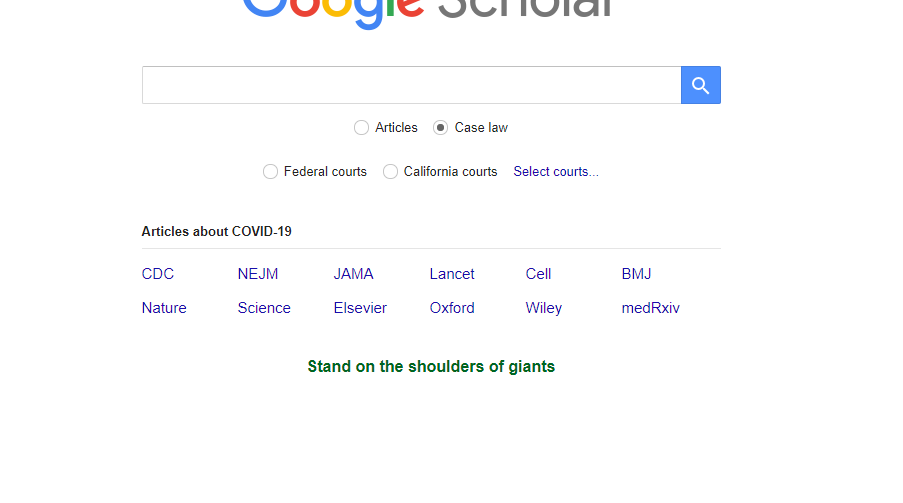 Google Scholar
Articles Case law
Federal courts California courts Select courts...
Articles about COVID-19
CDC NEJM JAMA Lancet Cell BMJ
Nature Science Elsevier Oxford Wiley medRxiv
Stand on the shoulders of giants